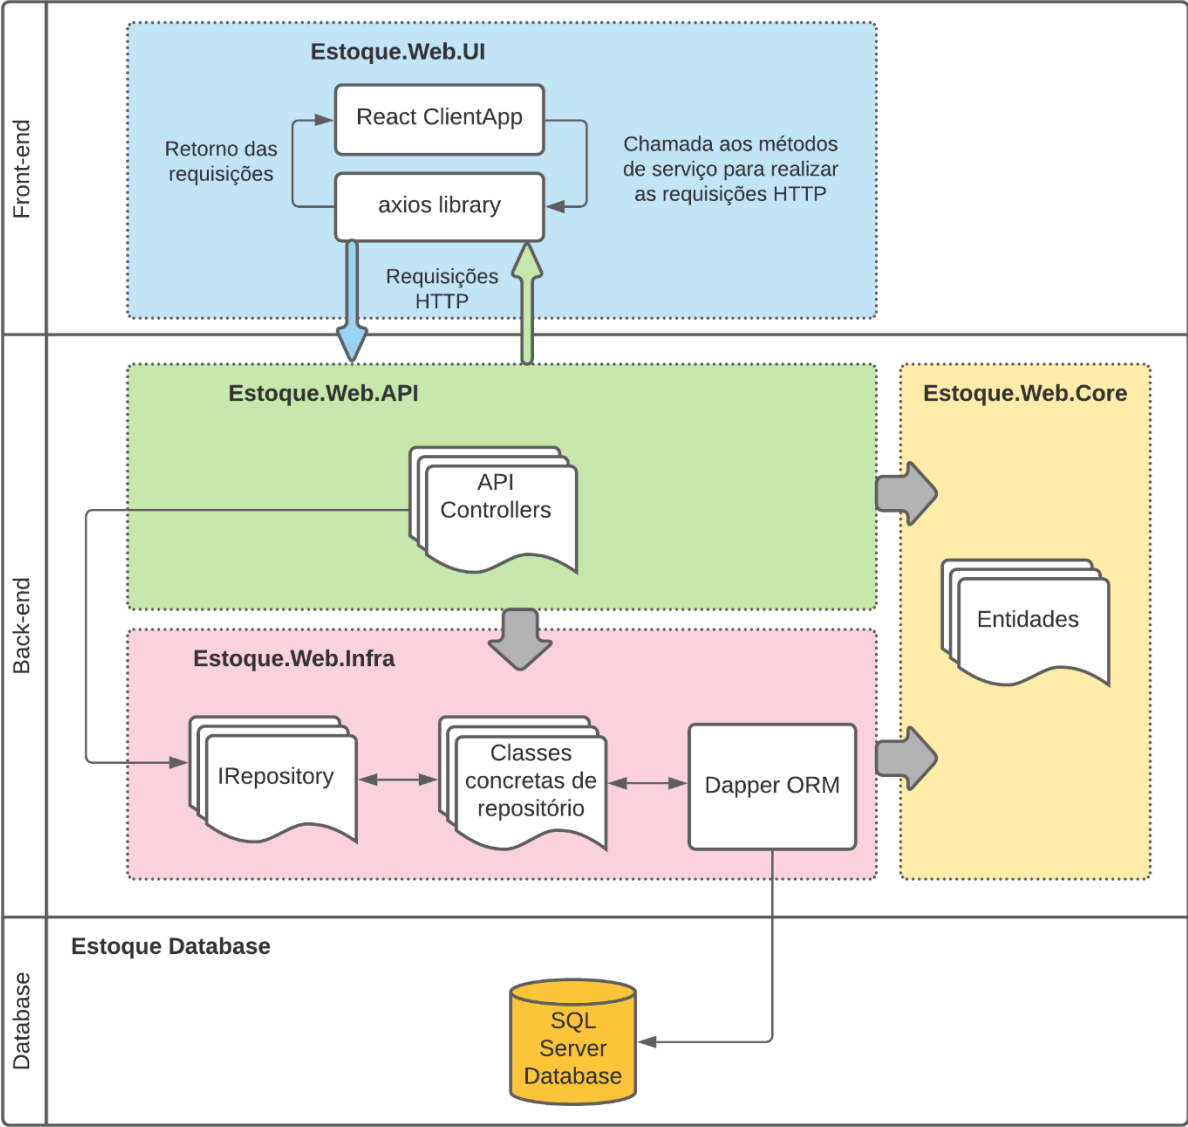 Front-end
Estoque.Web.UI
React ClientApp
Retorno das
requisições
Chamada aos métodos
de serviço para realizar
as requisições HTTP
axios library
Requisições
HTTP
Back-end
Estoque.Web.API
API
Controllers
Estoque.Web.Core
Entidades
Estoque.Web.Infra
IRepository
Classes
concretas de
repositório
Dapper ORM
Database
Estoque Database
SQL
Server
Database